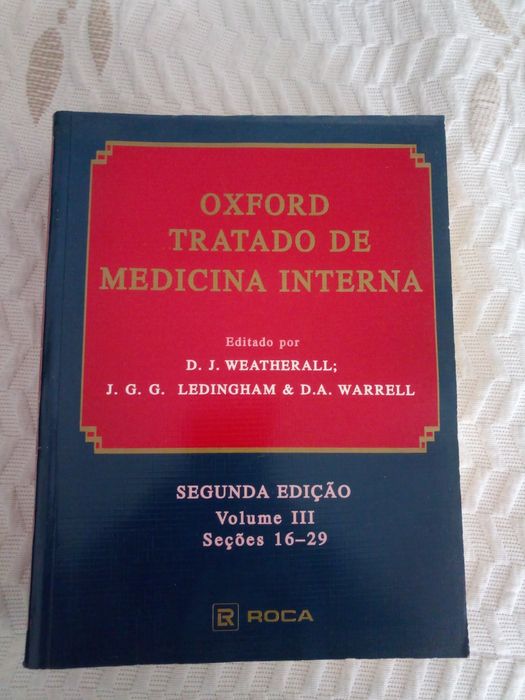 OXFORD
TRATADO DE
MEDICINA INTERNA
Editado por
D. J. WEATHERALL;
J. G. G. LEDINGHAM & D.A. WARRELL
SEGUNDA EDIÇÃO
Volume III
Seções 16–29
R ROCA